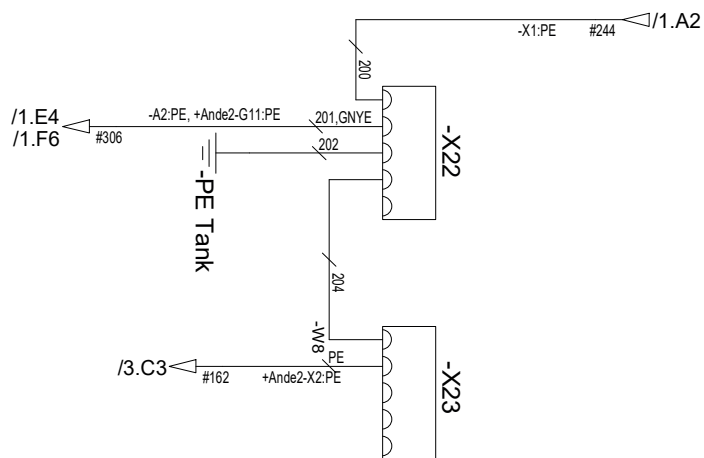 /1.A2
-X1:PE
#244
200
/1.E4
/1.F6
-A2:PE, +Ande2-G11:PE
201,GNYE
#306
202
-X22
-PE Tank
204
-W8
PE
/3.C3
#162
+Ande2-X2:PE
-X23